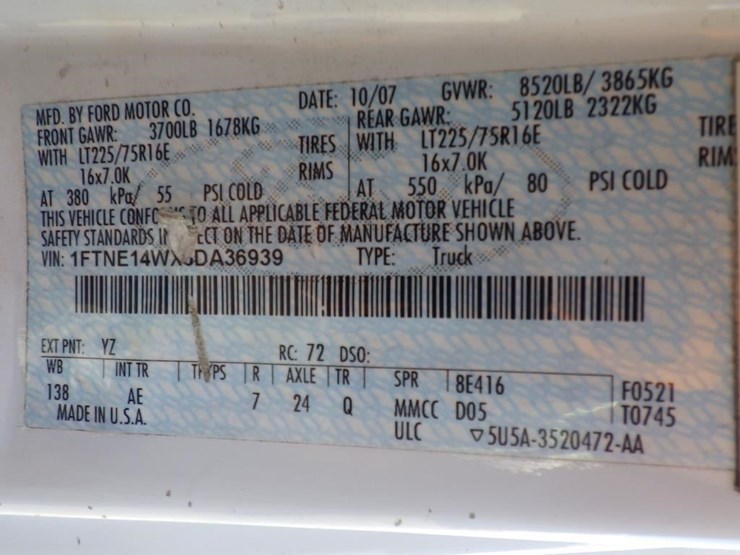 MFD. BY FORD MOTOR CO. DATE: 10/07 GVWR: 8520LB/ 3865KG
FRONT GAWR: 3700LB 1678KG REAR GAWR: 5120LB 2322KG
WITH LT225/75R16E TIRES WITH LT225/75R16E TIRE
16x7.0K RIMS 16x7.0K RIM
AT 380 kPa/ 55 PSI COLD AT 550 kPa/ 80 PSI COLD
THIS VEHICLE TO ALL APPLICABLE FEDERAL MOTOR VEHICLE
SAFETY STANDARDS ON THE DATE OF MANUFACTURE SHOWN ABOVE.
VIN: TYPE: Truck
EXT PNT: YZ RC: 72 DSO:
WB INT TR R AXLE TR SPR 8E416 F0521
138 AE 7 24 Q MMCC D05 T0745
MADE IN U.S.A. ULC ▽5U5A-3520472-AA